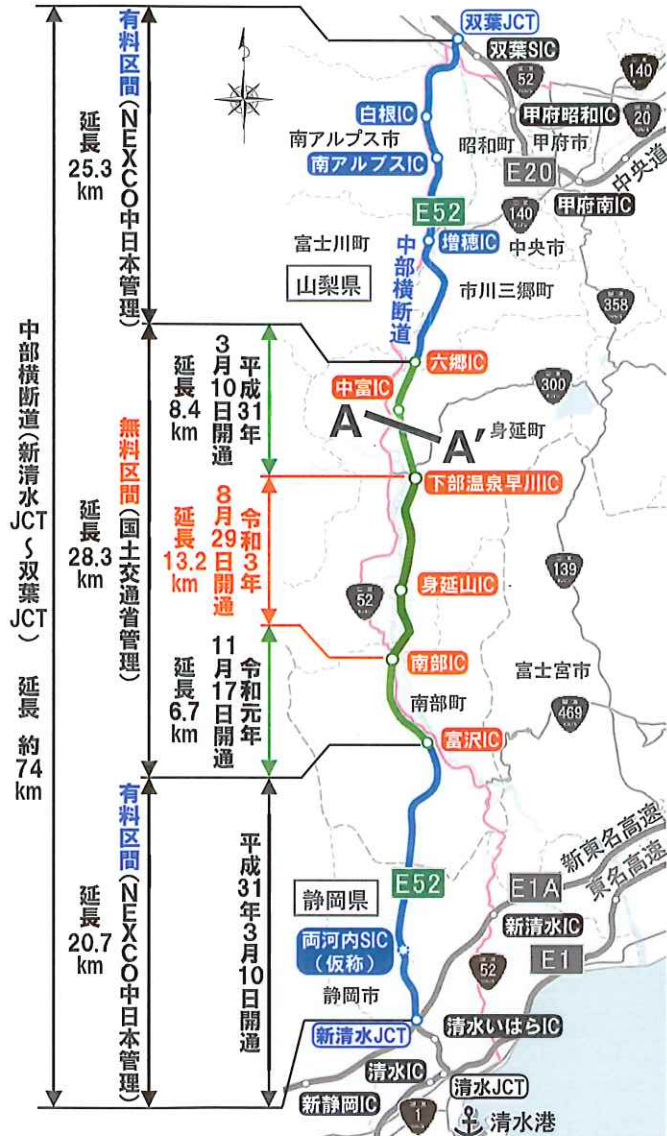 中部横断道(新清水JCT～双葉JCT) 延長 約74km
有料区間(NEXCO中日本管理)
延長
25.3
km
無料区間(国土交通省管理)
延長
28.3
km
有料区間(NEXCO中日本管理)
延長
20.7
km
平成31年
3月10日開通
延長
8.4
km
令和3年
8月29日開通
延長
13.2
km
令和元年
11月17日開通
延長
6.7
km
平成31年3月10日開通
双葉JCT
双葉SIC
国道
52
140
白根IC
甲府昭和IC
20
南アルプス市
昭和町
甲府市
南アルプスIC
E20
中央道
E52
140
甲府南IC
富士川町
増穂IC
中央市
山梨県
中部横断道
市川三郷町
358
六郷IC
中富IC
300
A
A'
身延町
下部温泉早川IC
139
身延山IC
52
南部IC
富士宮市
南部町
469
富沢IC
新東名高速
東名高速
静岡県
E52
E1A
新清水IC
両河内SIC
(仮称)
52
E1
静岡市
新清水JCT
清水いはらIC
清水IC
清水JCT
新静岡IC
1
清水港